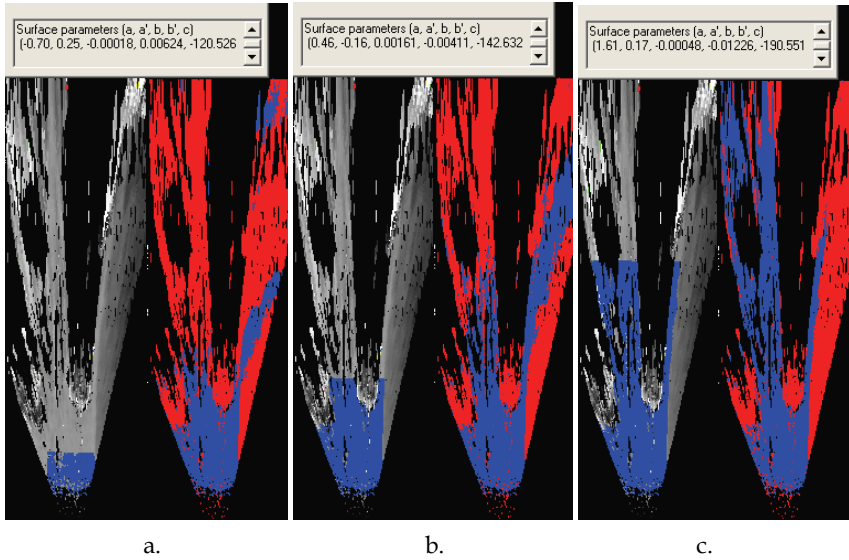 Surface parameters (a, a', b, b', c)
(-0.70, 0.25, -0.00018, 0.00624, -120.526
Surface parameters (a, a', b, b', c)
(0.46, -0.16, 0.00161, -0.00411, -142.632
Surface parameters (a, a', b, b', c)
(1.61, 0.17, -0.00048, -0.01226, -190.551
a.
b.
c.